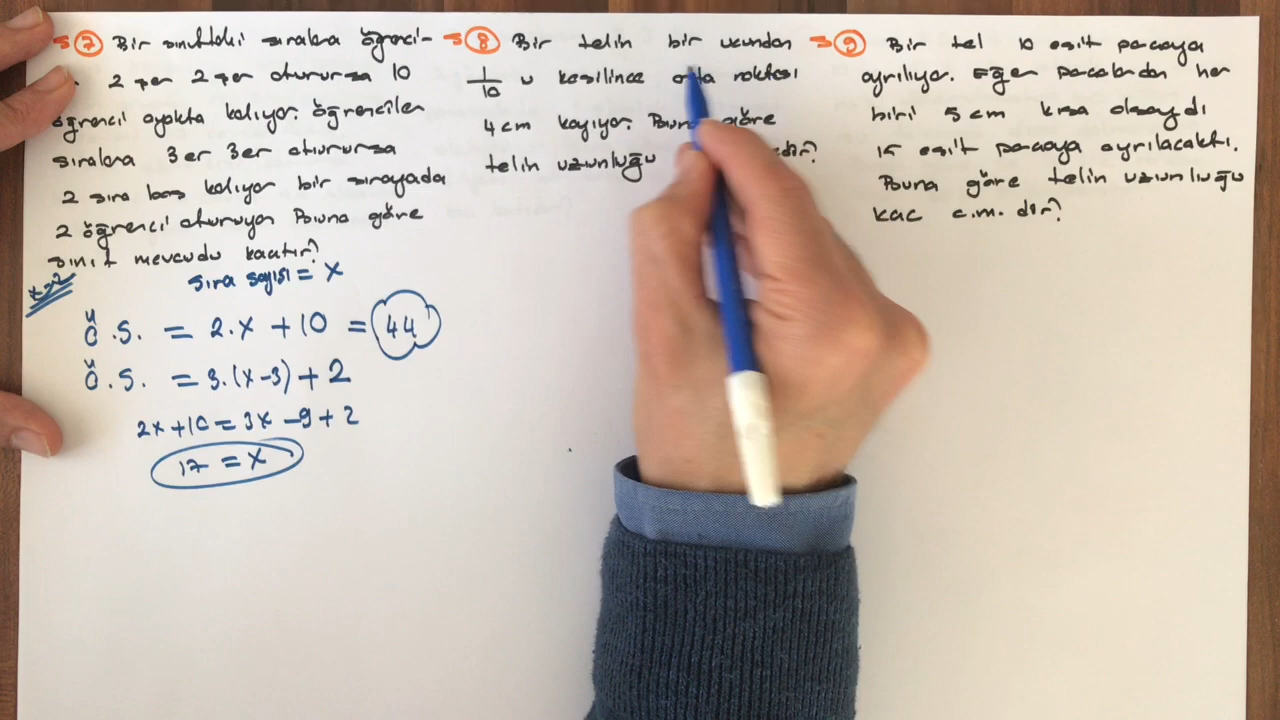 S 7 Bir sınıftaki sıralara öğrenci-
2 şer 2 şer oturursa 10
öğrenci ayakta kalıyor. öğrenciler
sıralara 3 er 3 er oturursa
2 sıra boş kalıyor bir sırayada
2 öğrenci oturuyor Buna göre
sınıf mevcudu kaçtır?
sıra sayısı = x
Ö.S. = 2.x + 10 = 44
Ö.S. = 3.(x-3) + 2
2x+10 = 3x -9+2
17 = x
S 8 Bir telin bir ucundan
1/10 u kesilince orta noktası
4 cm kayıyor. Buna göre
telin uzunluğu
S 9 Bir tel 10 eşit parçaya
ayrılıyor. Eğer parçalardan her
biri 5 cm kısa olsaydı
15 eşit parçaya ayrılacaktı.
Buna göre telin uzunluğu
kaç c.m. dir?